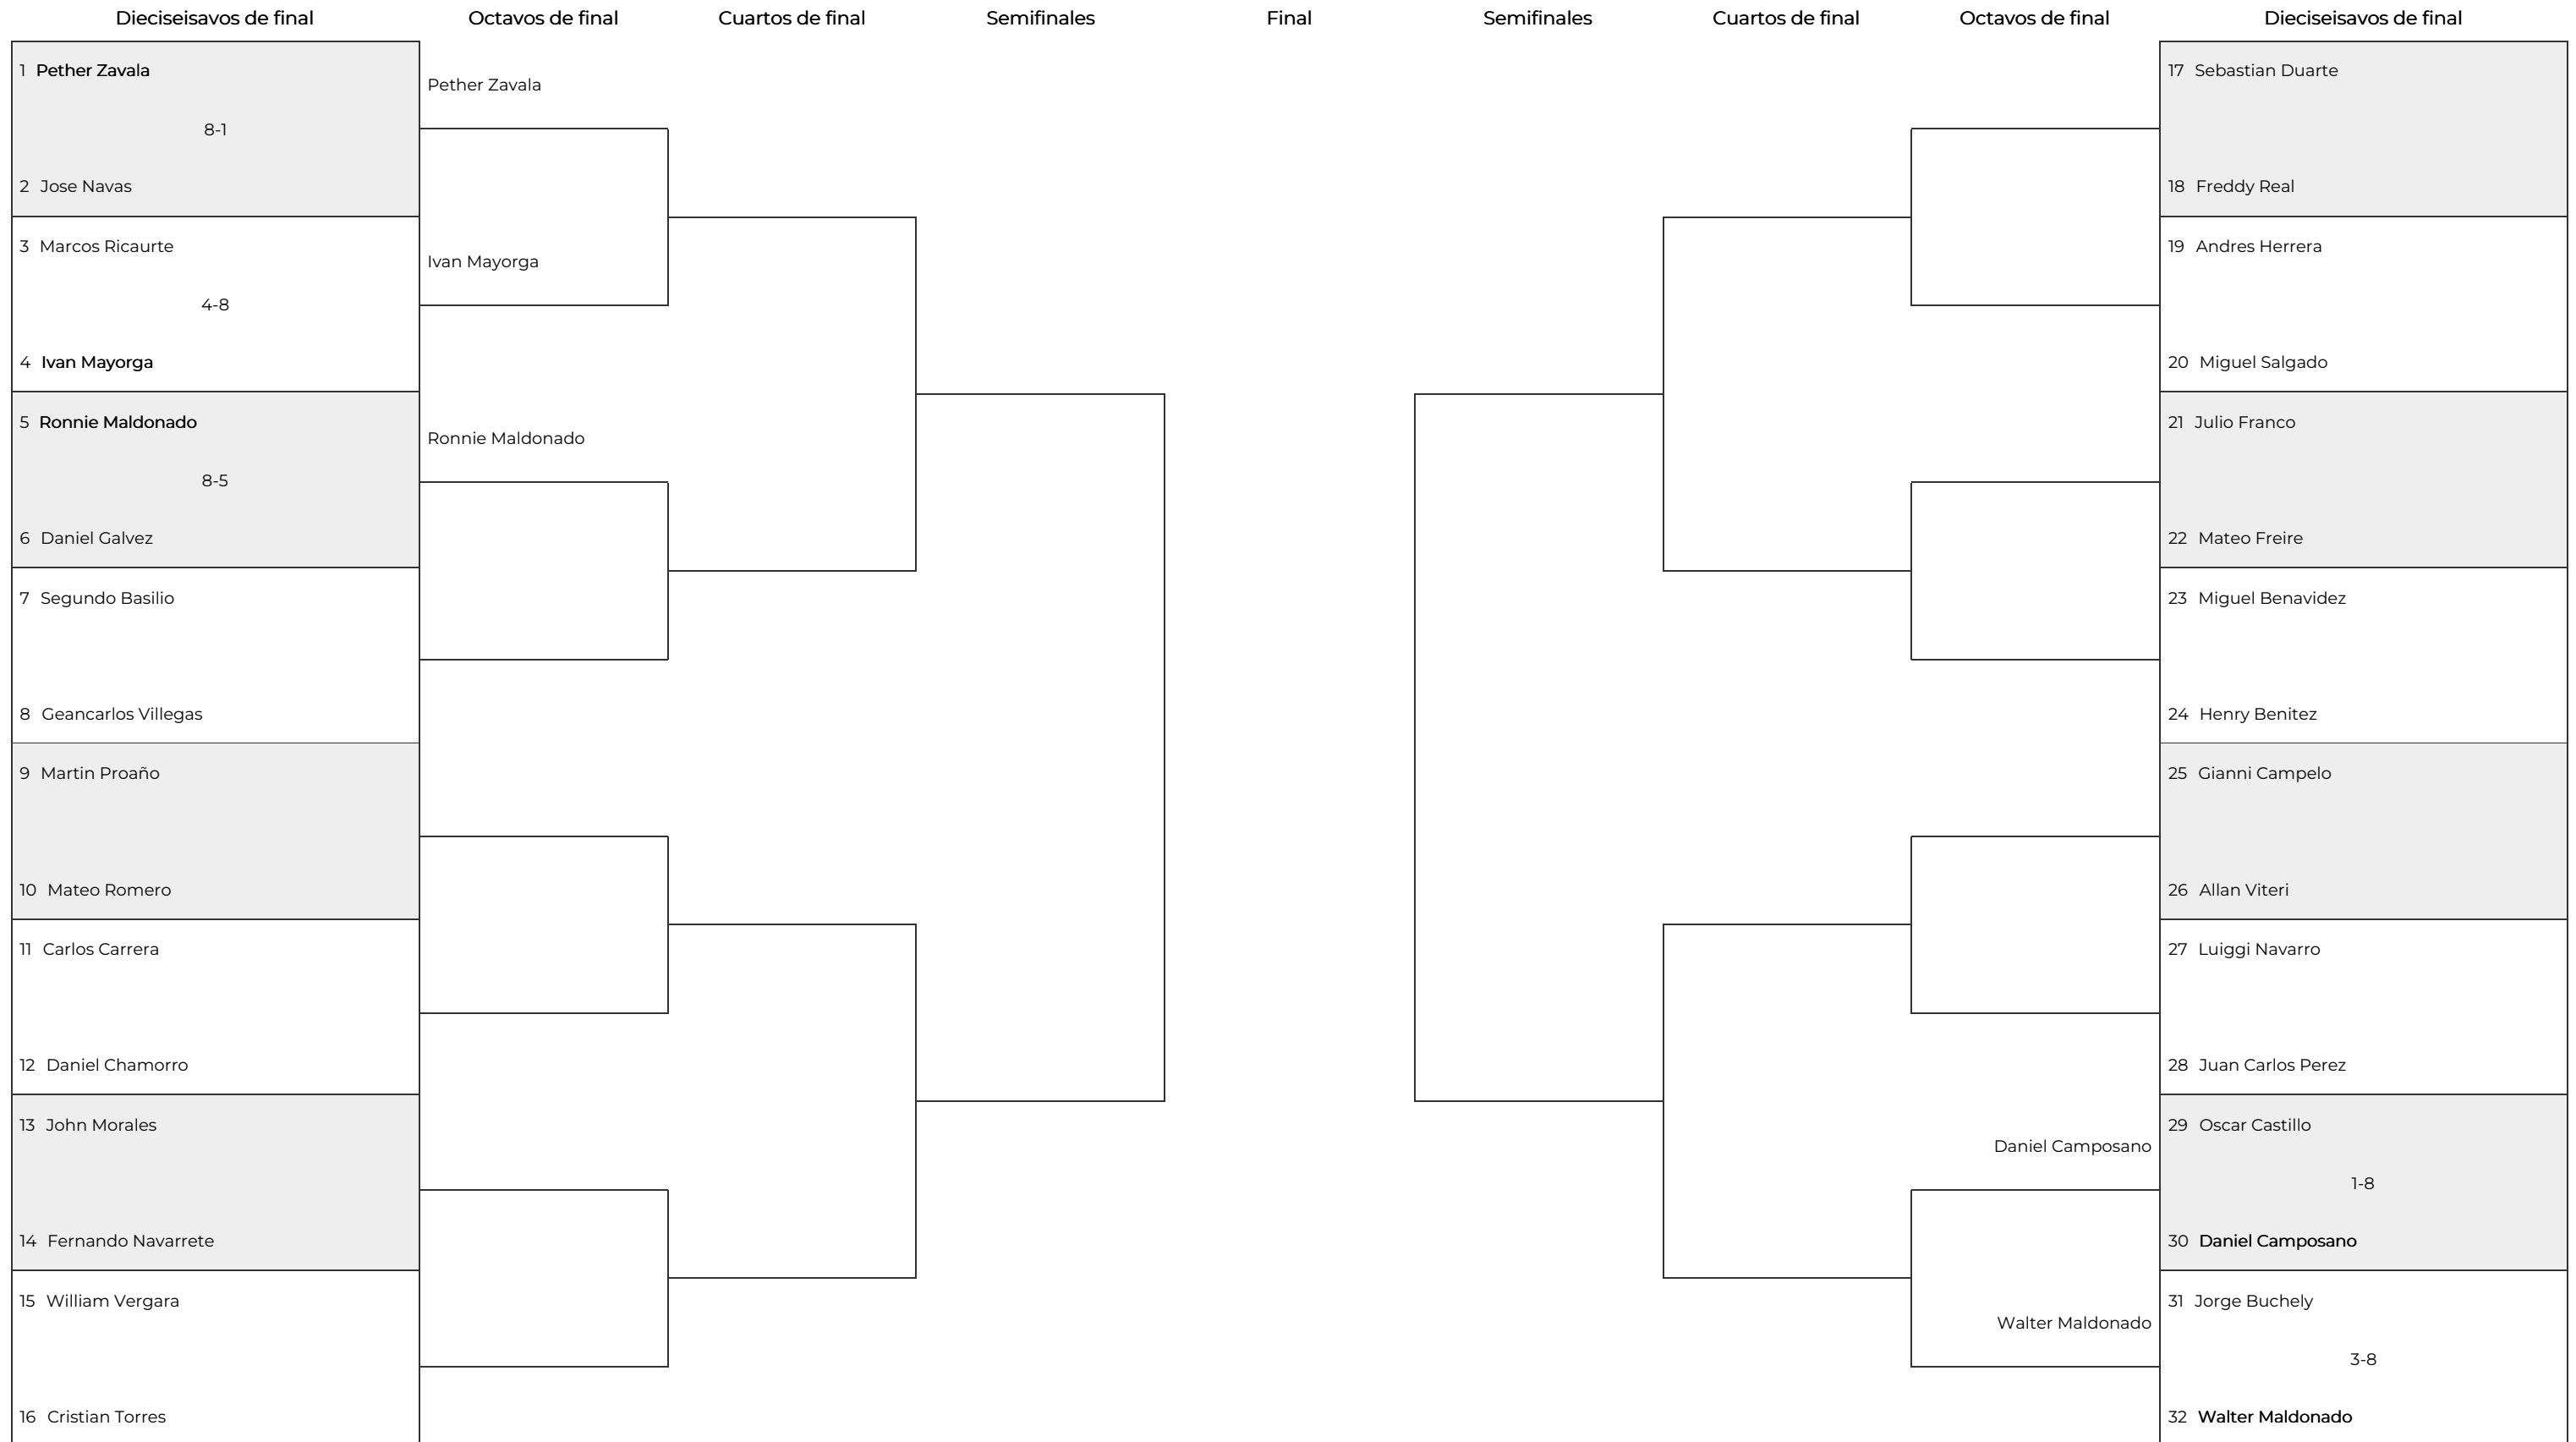 Dieciseisavos de final Octavos de final Cuartos de final Semifinales Final Semifinales Cuartos de final Octavos de final Dieciseisavos de final
1 Pether Zavala
8-1
2 Jose Navas
3 Marcos Ricaurte
4-8
4 Ivan Mayorga
5 Ronnie Maldonado
8-5
6 Daniel Galvez
7 Segundo Basilio
8 Geancarlos Villegas
9 Martin Proaño
10 Mateo Romero
11 Carlos Carrera
12 Daniel Chamorro
13 John Morales
14 Fernando Navarrete
15 William Vergara
16 Cristian Torres
Pether Zavala
Ivan Mayorga
Ronnie Maldonado
Daniel Camposano
Walter Maldonado
17 Sebastian Duarte
18 Freddy Real
19 Andres Herrera
20 Miguel Salgado
21 Julio Franco
22 Mateo Freire
23 Miguel Benavidez
24 Henry Benitez
25 Gianni Campelo
26 Allan Viteri
27 Luiggi Navarro
28 Juan Carlos Perez
29 Oscar Castillo
1-8
30 Daniel Camposano
31 Jorge Buchely
3-8
32 Walter Maldonado